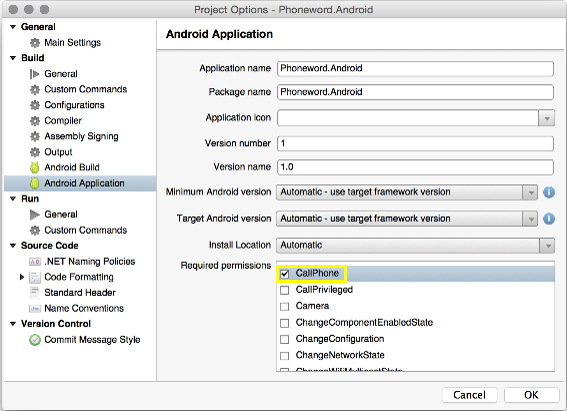 Project Options - Phoneword.Android
General
Main Settings
Build
General
Custom Commands
Configurations
Compiler
Assembly Signing
Output
Android Build
Android Application
Run
General
Custom Commands
Source Code
.NET Naming Policies
Code Formatting
Standard Header
Name Conventions
Version Control
Commit Message Style
Android Application
Application name Phoneword.Android
Package name Phoneword.Android
Application icon
Version number 1
Version name 1.0
Minimum Android version Automatic - use target framework version
Target Android version Automatic - use target framework version
Install Location Automatic
Required permissions
CallPhone
CallPrivileged
Camera
ChangeComponentEnabledState
ChangeConfiguration
ChangeNetworkState
ChangeWifiMulticastState
Cancel OK